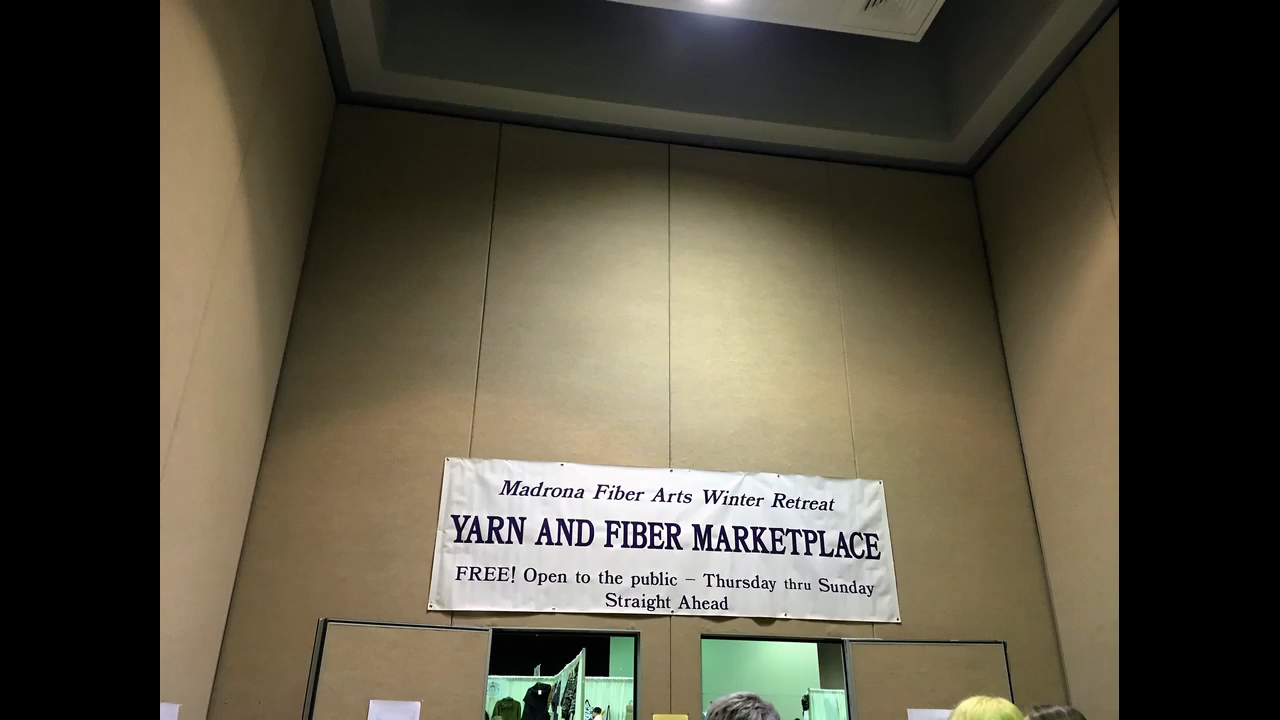 Madrona Fiber Arts Winter Retreat
YARN AND FIBER MARKETPLACE
FREE! Open to the public – Thursday thru Sunday
Straight Ahead